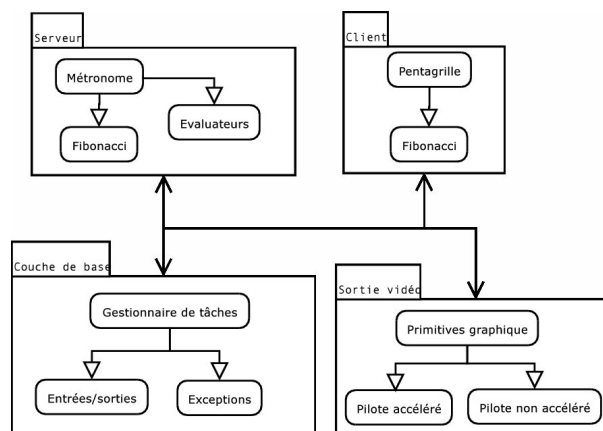 Serveur
Métronome
Evaluateurs
Fibonacci
Client
Pentagrille
Fibonacci
Couche de base
Gestionnaire de tâches
Entrées/sorties
Exceptions
Sortie vidéo
Primitives graphique
Pilote accéléré
Pilote non accéléré